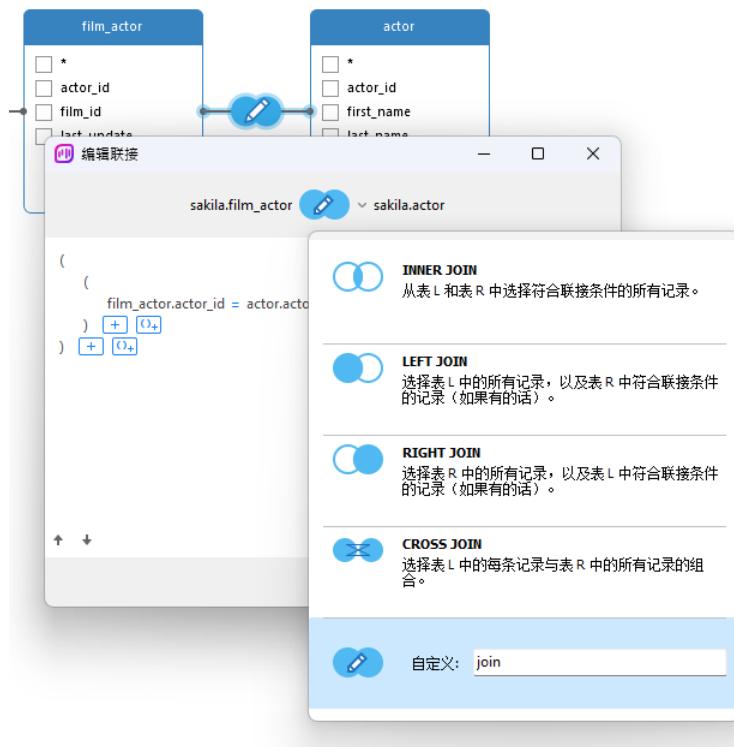 film_actor
actor
*
*
actor_id
actor_id
film_id
first_name
last_update
last_name
编辑联接
sakila.film_actor
sakila.actor
(
(
film_actor.actor_id = actor.acto
)
)
INNER JOIN
从表 L 和表 R 中选择符合联接条件的所有记录。
LEFT JOIN
选择表 L 中的所有记录，以及表 R 中符合联接条件
的记录（如果有的话）。
RIGHT JOIN
选择表 R 中的所有记录，以及表 L 中符合联接条件
的记录（如果有的话）。
CROSS JOIN
选择表 L 中的每条记录与表 R 中的所有记录的组
合。
自定义: join